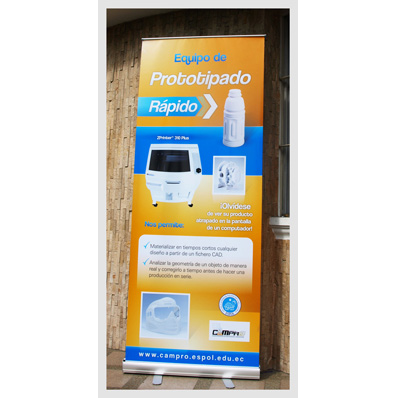 Equipo de
Prototipado
Rápido
ZPrinter® 310 Plus
¡Olvídese
de ver su producto
atrapado en la pantalla
de un computador!
Nos permite:
Materializar en tiempos cortos cualquier
diseño a partir de un fichero CAD.
Analizar la geometría de un objeto de manera
real y corregirlo a tiempo antes de hacer una
producción en serie.
CAMPRO
www.campro.espol.edu.ec